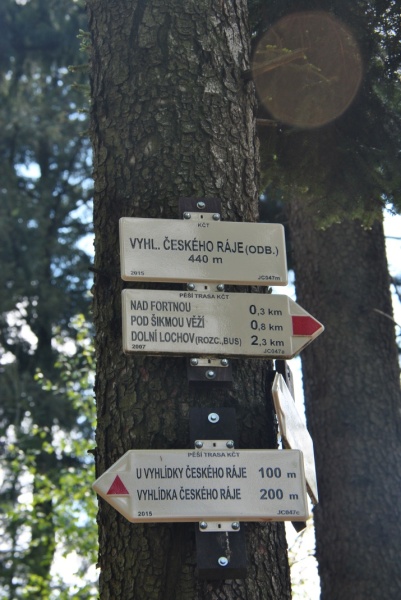 KČT
VYHL. ČESKÉHO RÁJE (ODB.)
440 m
2015 JC047m
PĚŠÍ TRASA KČT
NAD FORTNOU 0,3 km
POD ŠIKMOU VĚŽÍ 0,8 km
DOLNÍ LOCHOV (ROZC.,BUS) 2,3 km
2007
PĚŠÍ TRASA KČT
U VYHLÍDKY ČESKÉHO RÁJE 100 m
VYHLÍDKA ČESKÉHO RÁJE 200 m
2015 JC047c